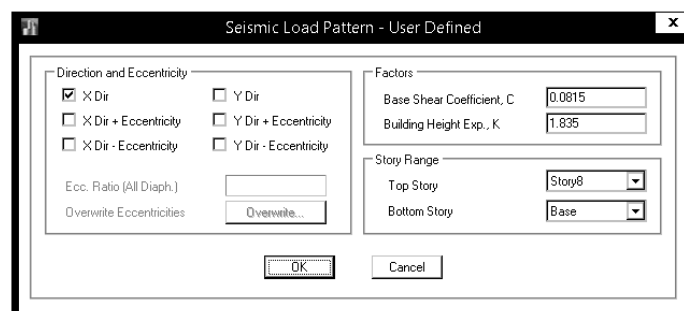 Seismic Load Pattern - User Defined
x
Direction and Eccentricity
X Dir
Y Dir
X Dir + Eccentricity
Y Dir + Eccentricity
X Dir - Eccentricity
Y Dir - Eccentricity
Ecc. Ratio (All Diaph.)
Overwrite Eccentricities
Overwrite...
Factors
Base Shear Coefficient, C
0.0815
Building Height Exp., K
1.835
Story Range
Top Story
Story8
Bottom Story
Base
OK
Cancel